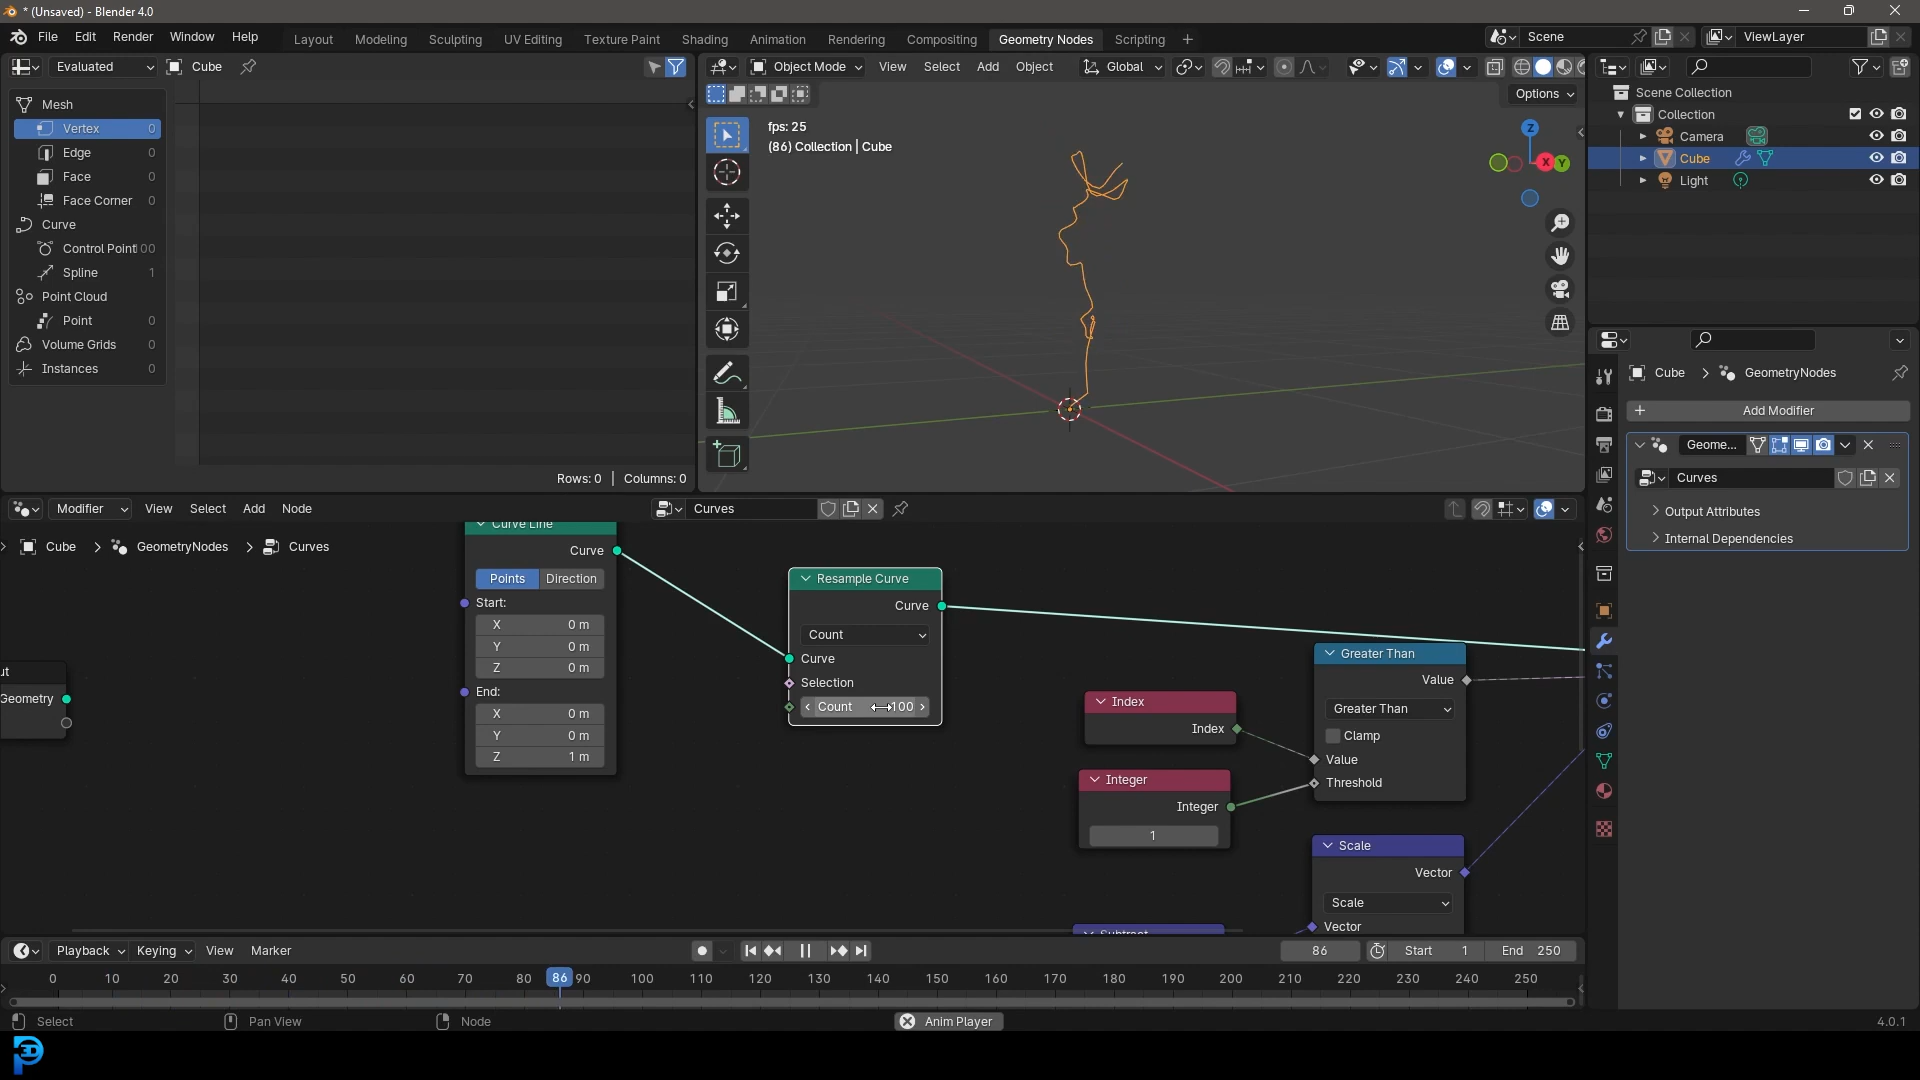 * (Unsaved) - Blender 4.0
File Edit Render Window Help
Layout Modeling Sculpting UV Editing Texture Paint Shading Animation Rendering Compositing Geometry Nodes Scripting +
Scene
ViewLayer
Evaluated
Cube
Mesh
Vertex 0
Edge 0
Face 0
Face Corner 0
Curve
Control Point 00
Spline 1
Point Cloud
Point 0
Volume Grids 0
Instances 0
Rows: 0 | Columns: 0
Object Mode View Select Add Object Global
Options
fps: 25
(86) Collection | Cube
Z
X
Y
Scene Collection
Collection
Camera
Cube
Light
Cube > GeometryNodes
+ Add Modifier
Geome...
Curves
Output Attributes
Internal Dependencies
Modifier View Select Add Node
Curves
Cube > GeometryNodes > Curves
ut
Geometry
Curve Line
Curve
Points Direction
Start:
X 0 m
Y 0 m
Z 0 m
End:
X 0 m
Y 0 m
Z 1 m
Resample Curve
Curve
Count
Curve
Selection
Count 100
Index
Index
Integer
Integer
1
Greater Than
Value
Greater Than
Clamp
Value
Threshold
Scale
Vector
Scale
Vector
Subtract
Playback Keying View Marker
86
Start 1
End 250
0 10 20 30 40 50 60 70 80 86 90 100 110 120 130 140 150 160 170 180 190 200 210 220 230 240 250
Select
Pan View
Node
Anim Player
4.0.1
3D